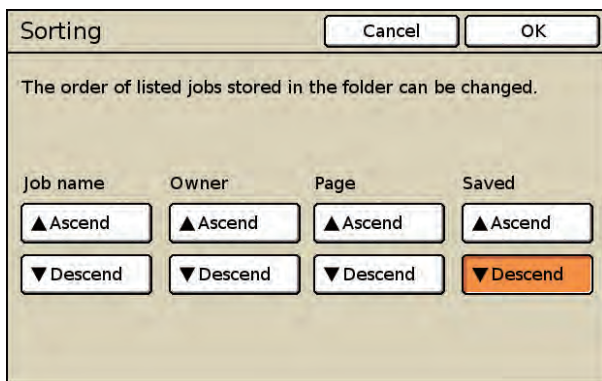 Sorting Cancel OK
The order of listed jobs stored in the folder can be changed.
Job name Owner Page Saved
▲Ascend ▲Ascend ▲Ascend ▲Ascend
▼Descend ▼Descend ▼Descend ▼Descend